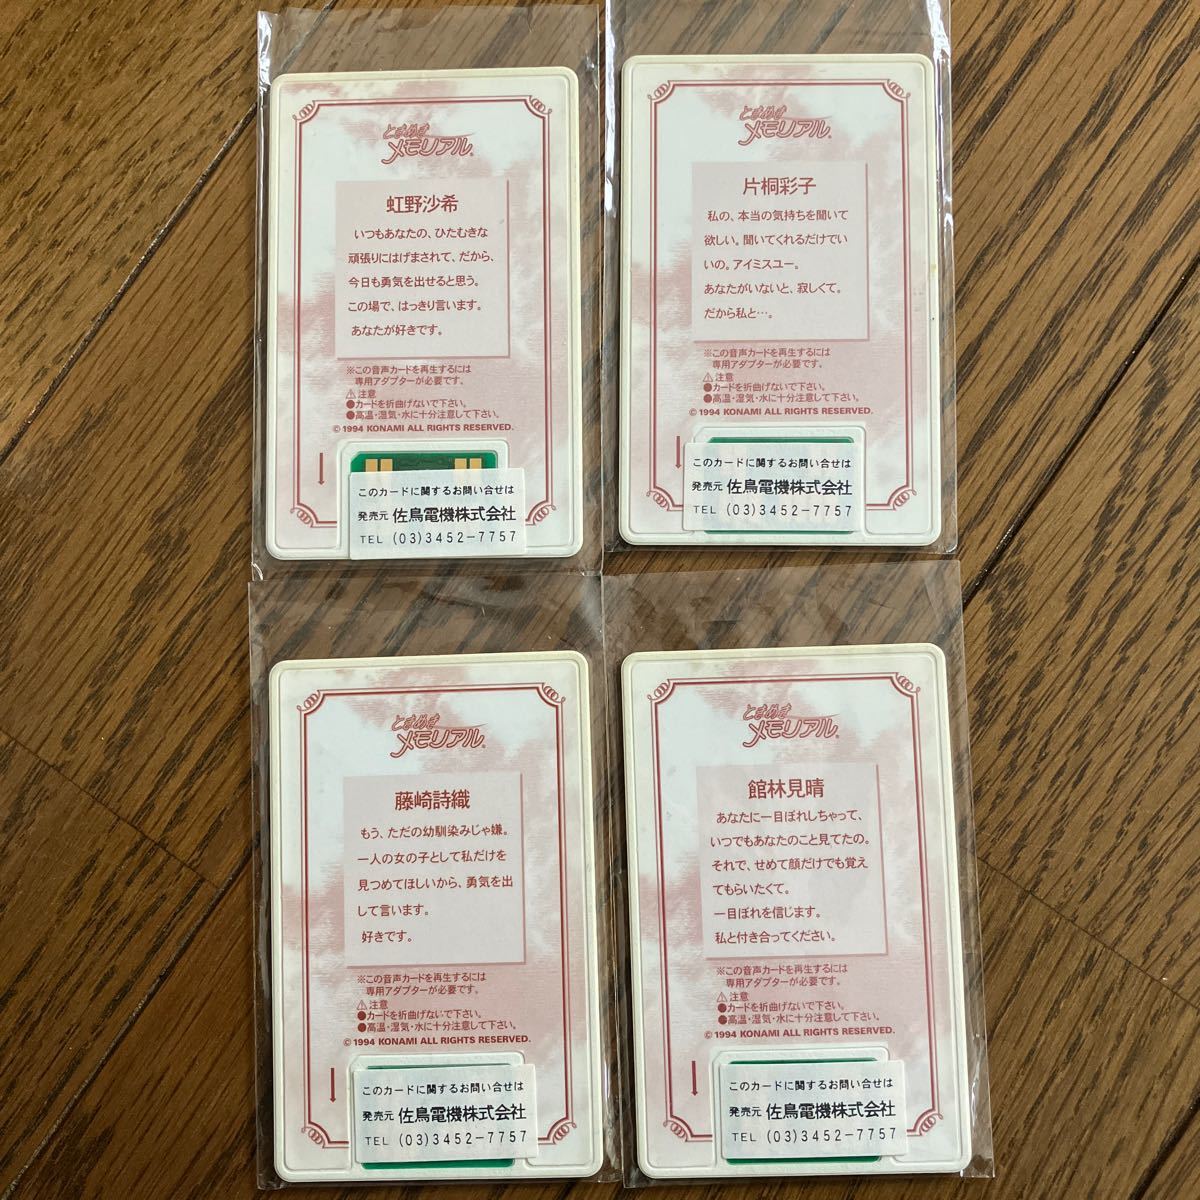 ときめき
メモリアル
虹野沙希
いつもあなたの、ひたむきな
頑張りにはげまされて、だから、
今日も勇気を出せると思う。
この場で、はっきり言います。
あなたが好きです。
※この音声カードを再生するには
専用アダプターが必要です。
⚠注意
●カードを折曲げないで下さい。
●高温・湿気・水に十分注意して下さい。
© 1994 KONAMI ALL RIGHTS RESERVED.
このカードに関するお問い合せは
発売元 佐鳥電機株式会社
TEL (03)3452-7757
ときめき
メモリアル
片桐彩子
私の、本当の気持ちを聞いて
欲しい。聞いてくれるだけでい
いの。アイミスユー。
あなたがいないと、寂しくて。
だから私と…。
※この音声カードを再生するには
専用アダプターが必要です。
⚠注意
●カードを折曲げないで下さい。
●高温・湿気・水に十分注意して下さい。
© 1994 KONAMI ALL RIGHTS RESERVED.
このカードに関するお問い合せは
発売元 佐鳥電機株式会社
TEL (03)3452-7757
ときめき
メモリアル
藤崎詩織
もう、ただの幼馴染みじゃ嫌。
一人の女の子として私だけを
見つめてほしいから、勇気を出
して言います。
好きです。
※この音声カードを再生するには
専用アダプターが必要です。
⚠注意
●カードを折曲げないで下さい。
●高温・湿気・水に十分注意して下さい。
© 1994 KONAMI ALL RIGHTS RESERVED.
このカードに関するお問い合せは
発売元 佐鳥電機株式会社
TEL (03)3452-7757
ときめき
メモリアル
館林見晴
あなたに一目ぼれしちゃって、
いつでもあなたのこと見てたの。
それで、せめて顔だけでも覚え
てもらいたくて。
一目ぼれを信じます。
私と付き合ってください。
※この音声カードを再生するには
専用アダプターが必要です。
⚠注意
●カードを折曲げないで下さい。
●高温・湿気・水に十分注意して下さい。
© 1994 KONAMI ALL RIGHTS RESERVED.
このカードに関するお問い合せは
発売元 佐鳥電機株式会社
TEL (03)3452-7757